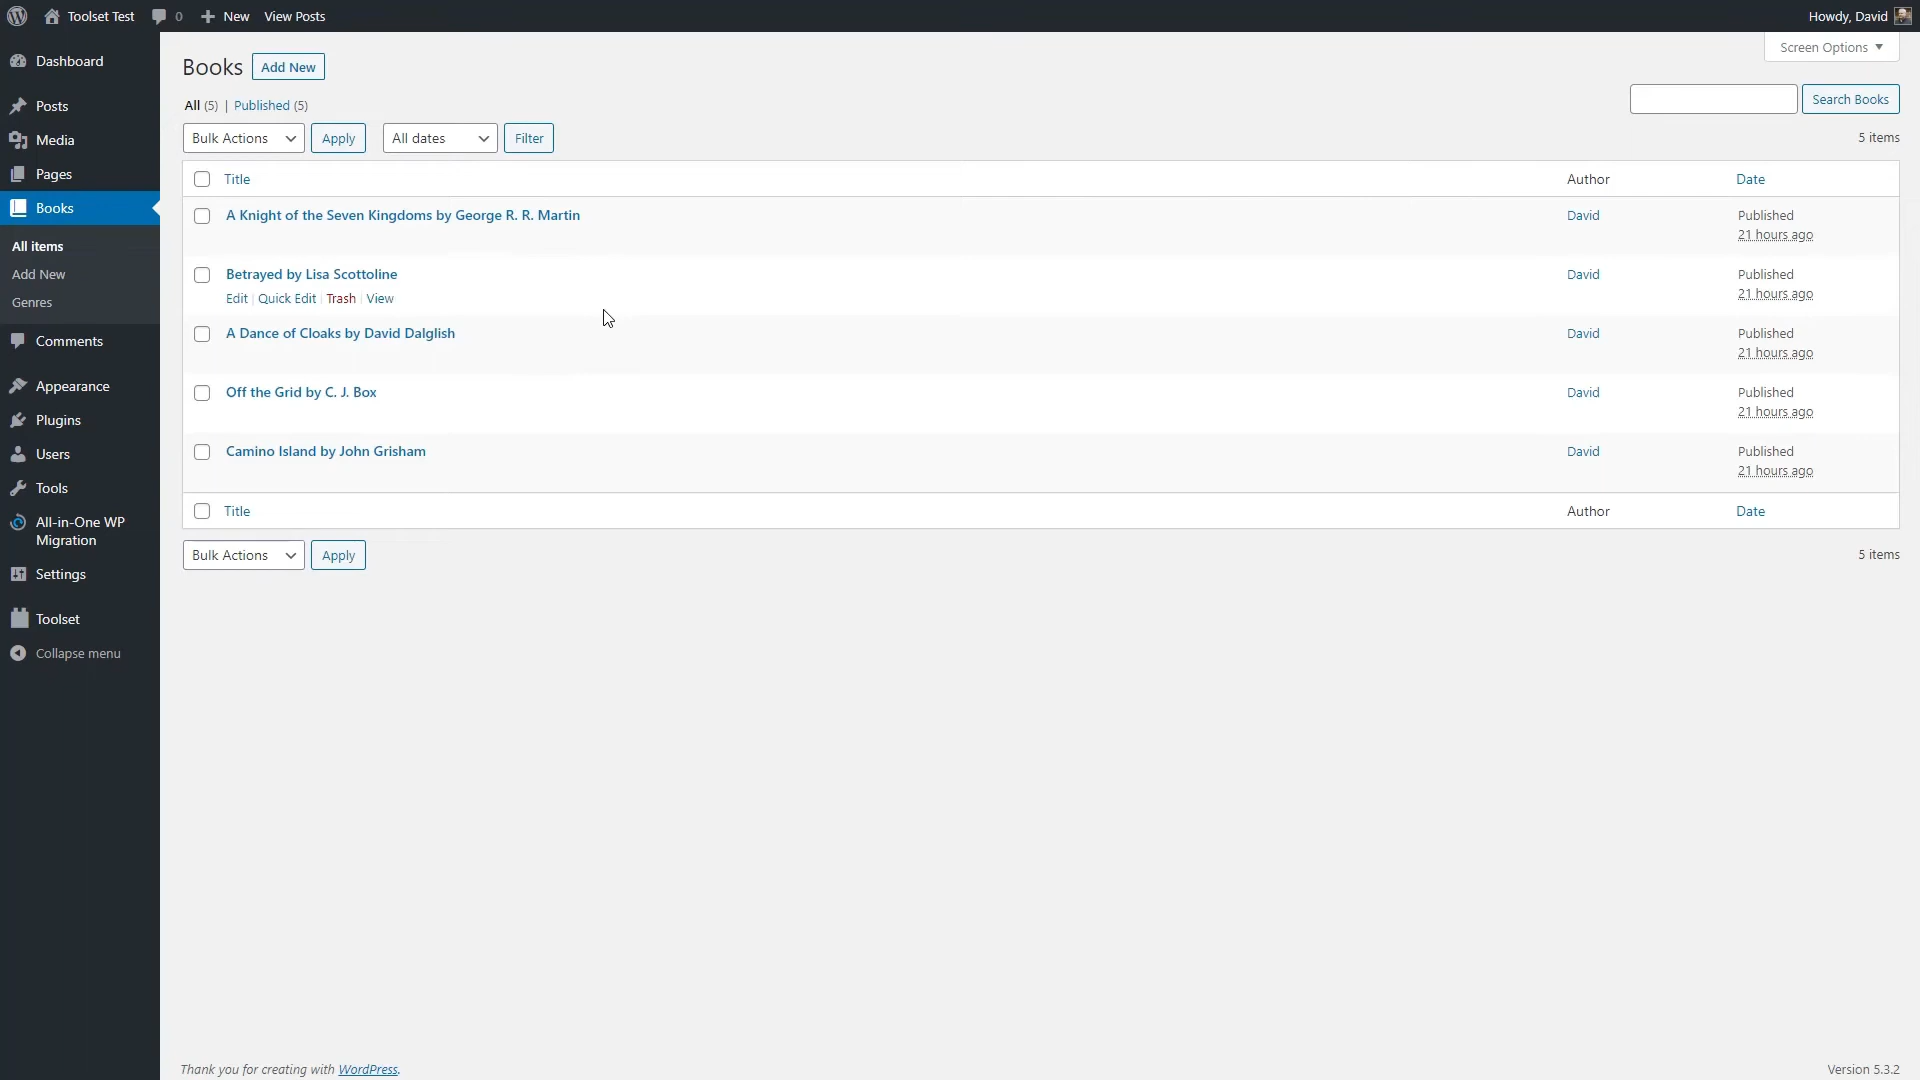 Toolset Test 0 New View Posts Howdy, David
Screen Options
Dashboard
Posts
Media
Pages
Books
All items
Add New
Genres
Comments
Appearance
Plugins
Users
Tools
All-in-One WP
Migration
Settings
Toolset
Collapse menu
Books Add New
All (5) | Published (5)
Search Books
Bulk Actions Apply All dates Filter 5 items
Title Author Date
A Knight of the Seven Kingdoms by George R. R. Martin David Published
21 hours ago
Betrayed by Lisa Scottoline David Published
Edit | Quick Edit | Trash | View 21 hours ago
A Dance of Cloaks by David Dalglish David Published
21 hours ago
Off the Grid by C. J. Box David Published
21 hours ago
Camino Island by John Grisham David Published
21 hours ago
Title Author Date
Bulk Actions Apply 5 items
Thank you for creating with WordPress. Version 5.3.2